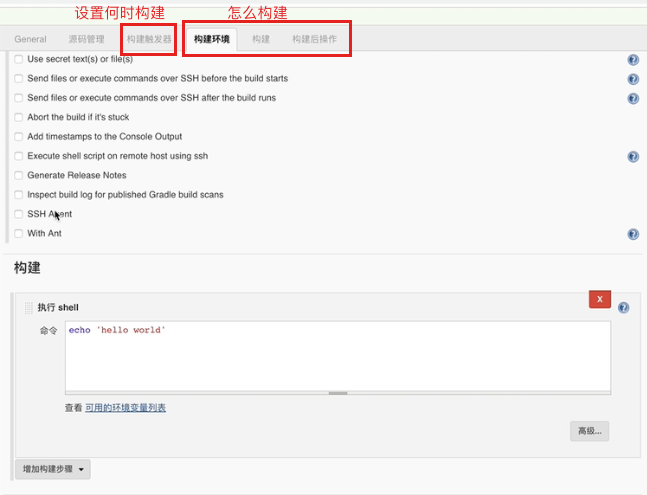 设置何时构建 怎么构建
General 源码管理 构建触发器 构建环境 构建 构建后操作
Use secret text(s) or file(s)
Send files or execute commands over SSH before the build starts
Send files or execute commands over SSH after the build runs
Abort the build if it's stuck
Add timestamps to the Console Output
Execute shell script on remote host using ssh
Generate Release Notes
Inspect build log for published Gradle build scans
SSH Agent
With Ant
构建
X
执行 shell
命令 echo 'hello world'
查看 可用的环境变量列表
高级...
增加构建步骤